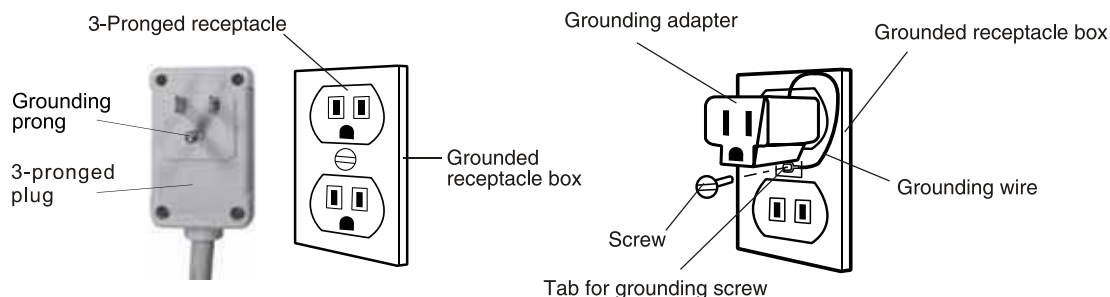 3-Pronged receptacle
Grounding
prong
3-pronged
plug
Grounded
receptacle box
Grounding adapter
Grounded receptacle box
Grounding wire
Screw
Tab for grounding screw